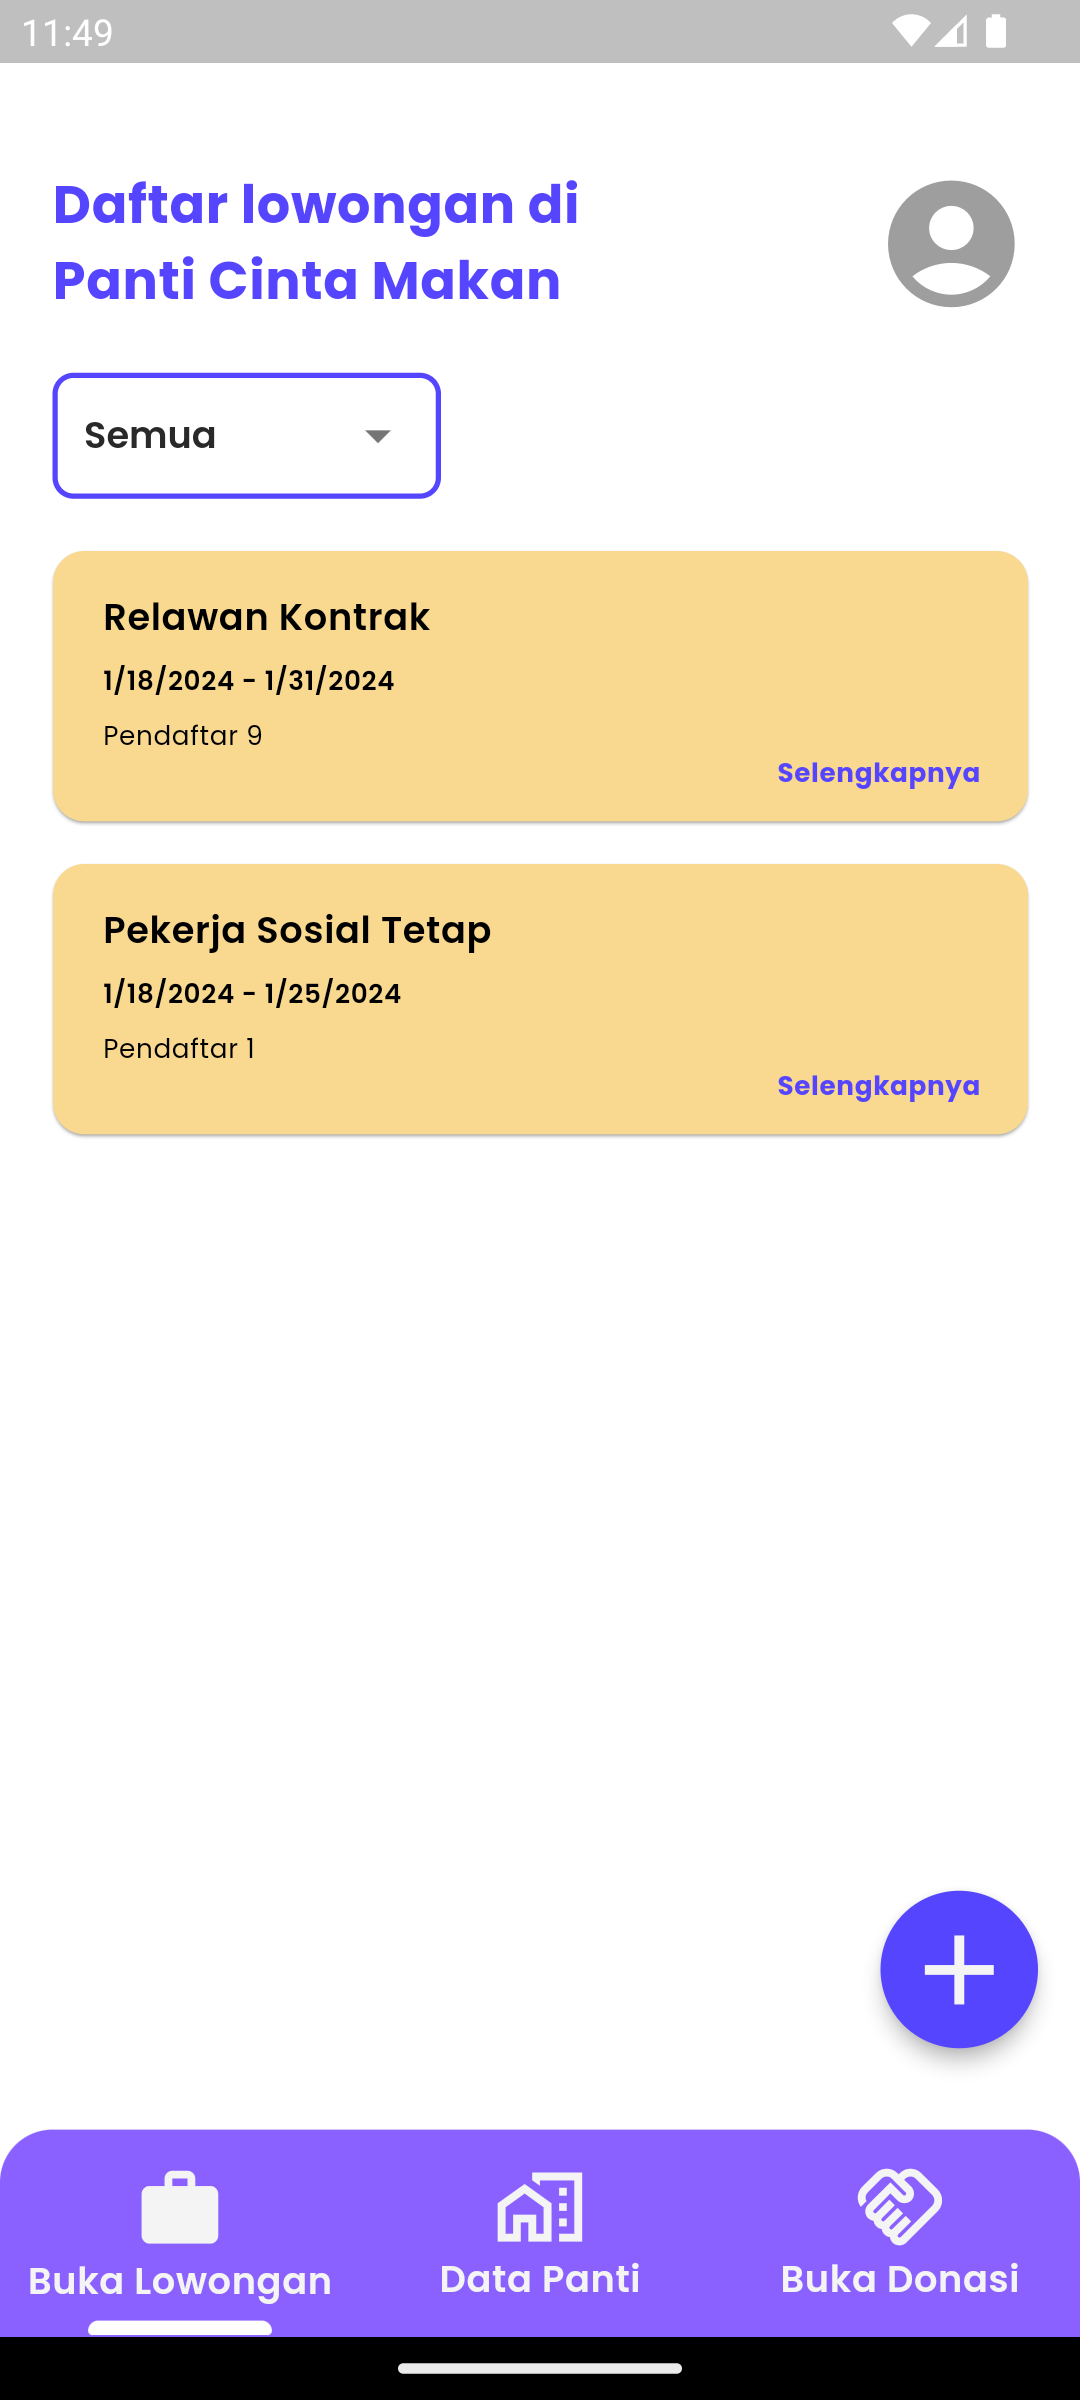 11:49
Daftar lowongan di
Panti Cinta Makan
Semua
Relawan Kontrak
1/18/2024 - 1/31/2024
Pendaftar 9
Selengkapnya
Pekerja Sosial Tetap
1/18/2024 - 1/25/2024
Pendaftar 1
Selengkapnya
Buka Lowongan
Data Panti
Buka Donasi